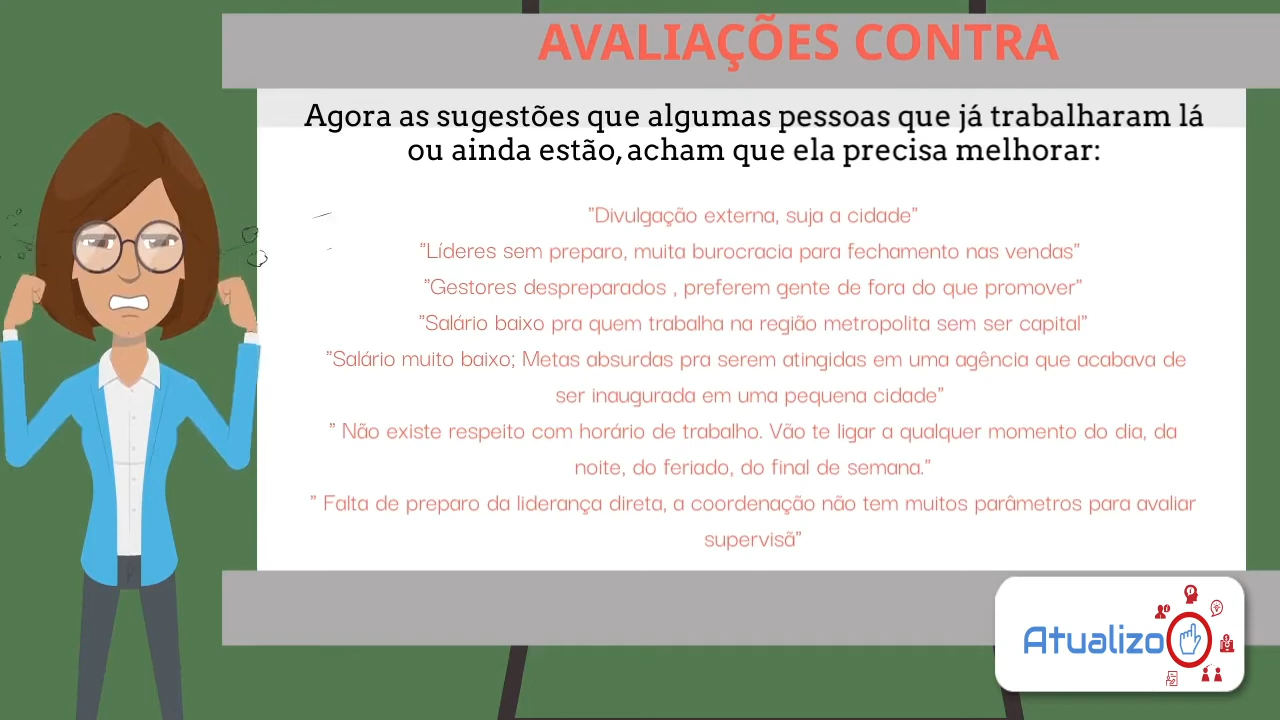 AVALIAÇÕES CONTRA
Agora as sugestões que algumas pessoas que já trabalharam lá
ou ainda estão, acham que ela precisa melhorar:
"Divulgação externa, suja a cidade"
"Líderes sem preparo, muita burocracia para fechamento nas vendas"
"Gestores despreparados , preferem gente de fora do que promover"
"Salário baixo pra quem trabalha na região metropolita sem ser capital"
"Salário muito baixo; Metas absurdas pra serem atingidas em uma agência que acabava de
ser inaugurada em uma pequena cidade"
" Não existe respeito com horário de trabalho. Vão te ligar a qualquer momento do dia, da
noite, do feriado, do final de semana."
" Falta de preparo da liderança direta, a coordenação não tem muitos parâmetros para avaliar
supervisã"
Atualizo